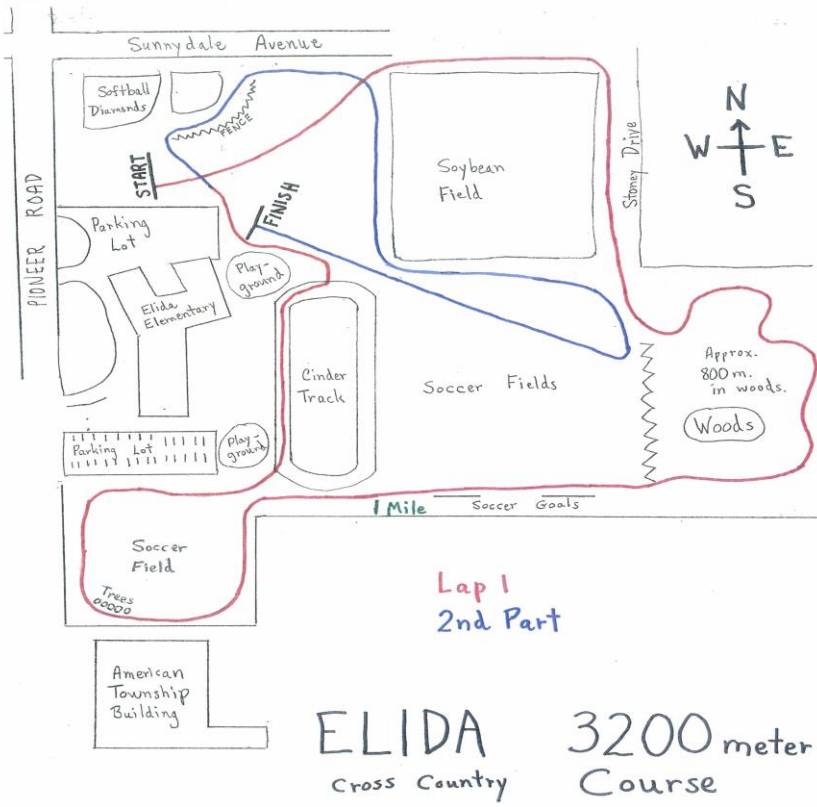 Sunnydale Avenue
PIONEER ROAD
Softball
Diamonds
FENCE
START
FINISH
Soybean
Field
Stoney Drive
N
W E
S
Parking
Lot
Play-
ground
Elida
Elementary
Cinder
Track
Soccer Fields
Approx.
800 m.
in woods.
Woods
Parking Lot
Play-
ground
1 Mile
Soccer Goals
Soccer
Field
Trees
Lap 1
2nd Part
American
Township
Building
ELIDA 3200 meter
Cross Country Course